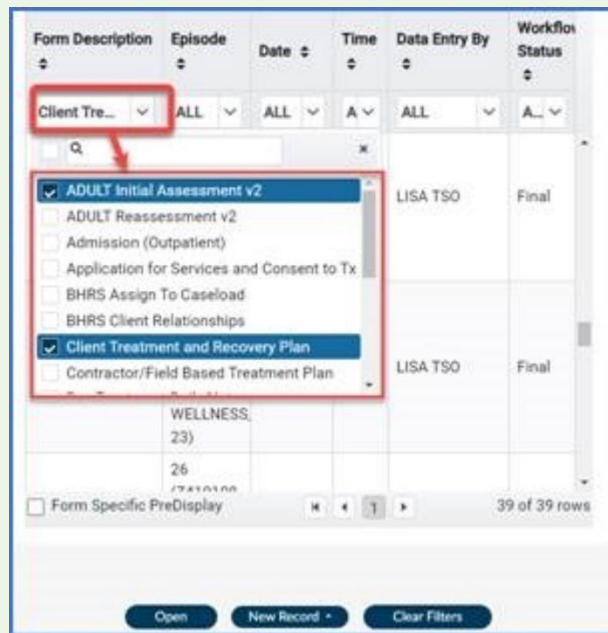 Form Description Episode Date Time Data Entry By Workflow Status
Client Tre... ALL ALL A ALL A...
ADULT Initial Assessment v2
LISA TSO Final
ADULT Reassessment v2
Admission (Outpatient)
Application for Services and Consent to Tx
BHRS Assign To Caseload
BHRS Client Relationships
Client Treatment and Recovery Plan
LISA TSO Final
Contractor/Field Based Treatment Plan
WELLNESS,
23)
26
Form Specific PreDisplay 1 39 of 39 rows
Open New Record Clear Filters